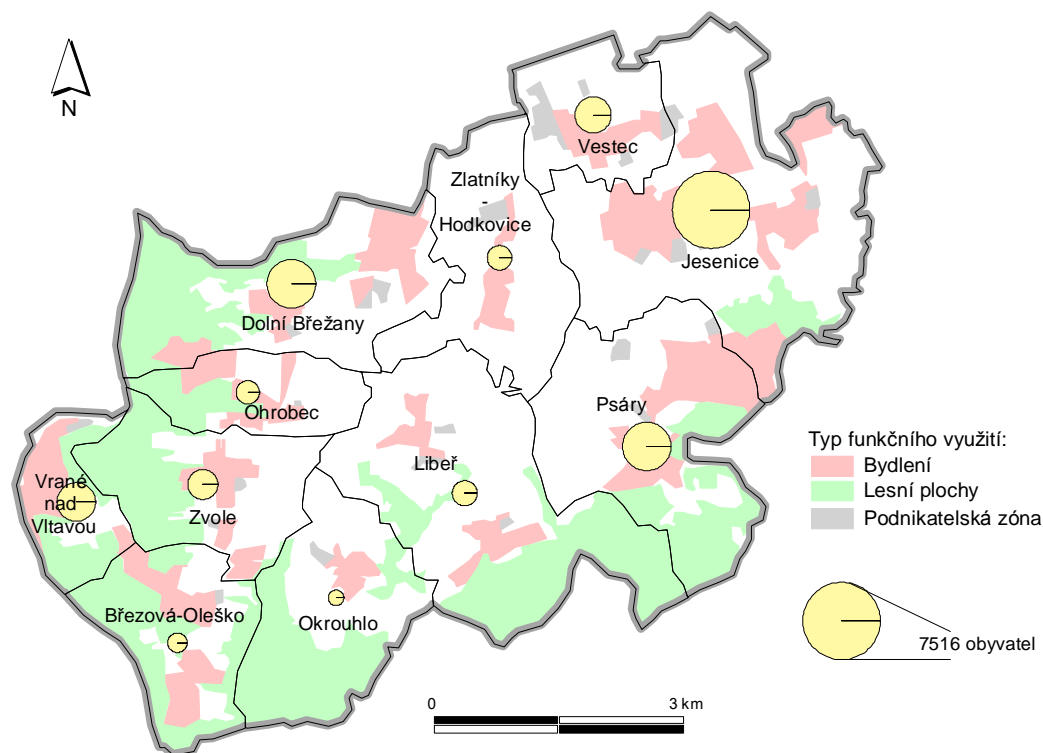 N
Vestec
Zlatníky
-
Hodkovice
Jesenice
Dolní Břežany
Ohrobec
Psáry
Libeř
Vrané
nad
Vltavou
Zvole
Březová-Oleško
Okrouhlo
Typ funkčního využití:
Bydlení
Lesní plochy
Podnikatelská zóna
7516 obyvatel
0 3 km